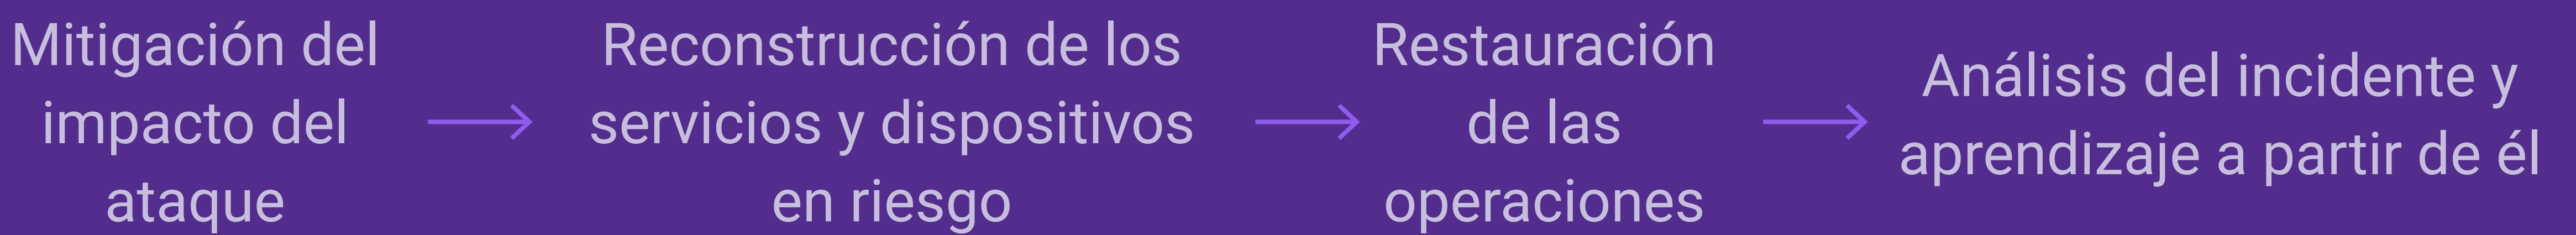 Mitigación del
impacto del
ataque
Reconstrucción de los
servicios y dispositivos
en riesgo
Restauración
de las
operaciones
Análisis del incidente y
aprendizaje a partir de él